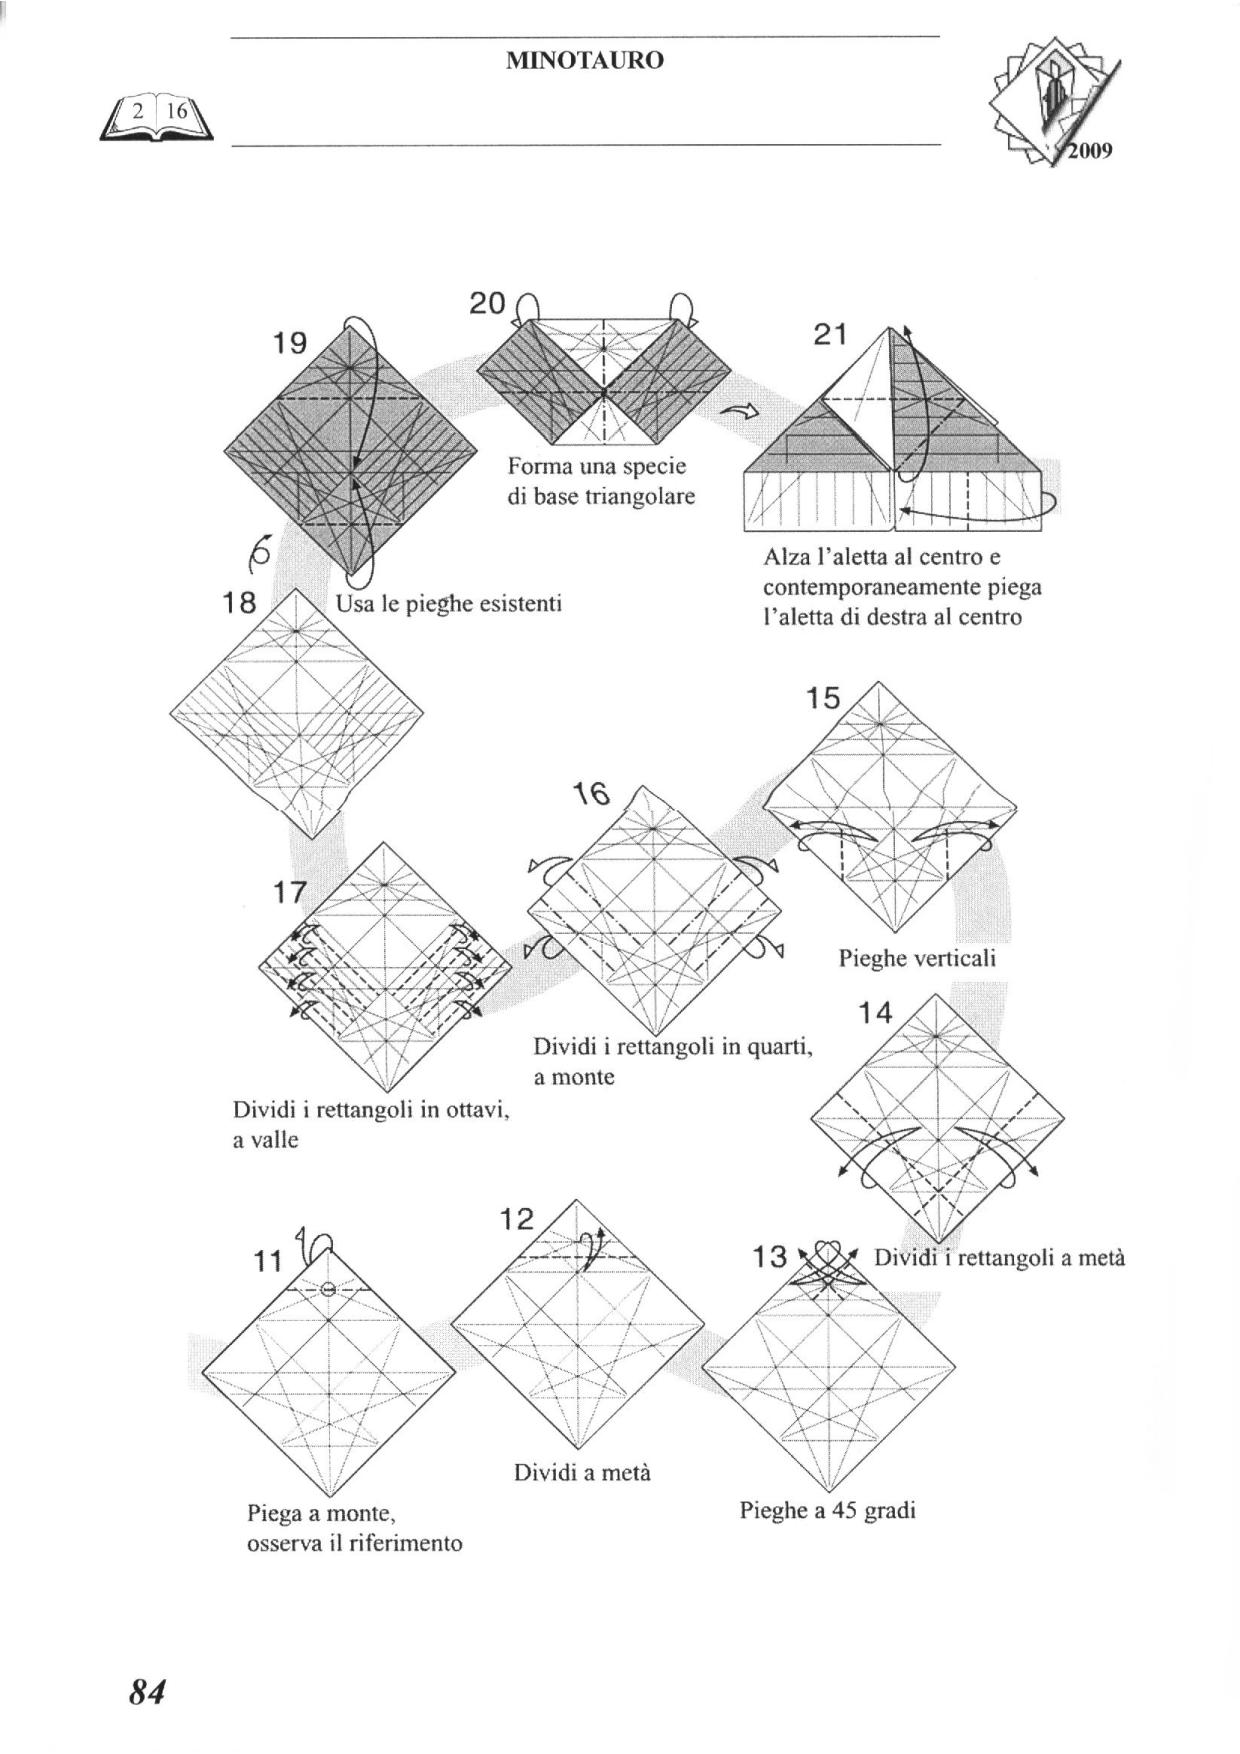 MINOTAURO
2 16
2009
11
Piega a monte,
osserva il riferimento
12
Dividi a metà
13
Pieghe a 45 gradi
14
Dividi i rettangoli a metà
15
Pieghe verticali
16
Dividi i rettangoli in quarti,
a monte
17
Dividi i rettangoli in ottavi,
a valle
18
19
Usa le pieghe esistenti
20
Forma una specie
di base triangolare
21
Alza l'aletta al centro e
contemporaneamente piega
l'aletta di destra al centro
84